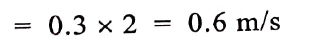 = 0.3 × 2 = 0.6 m/s